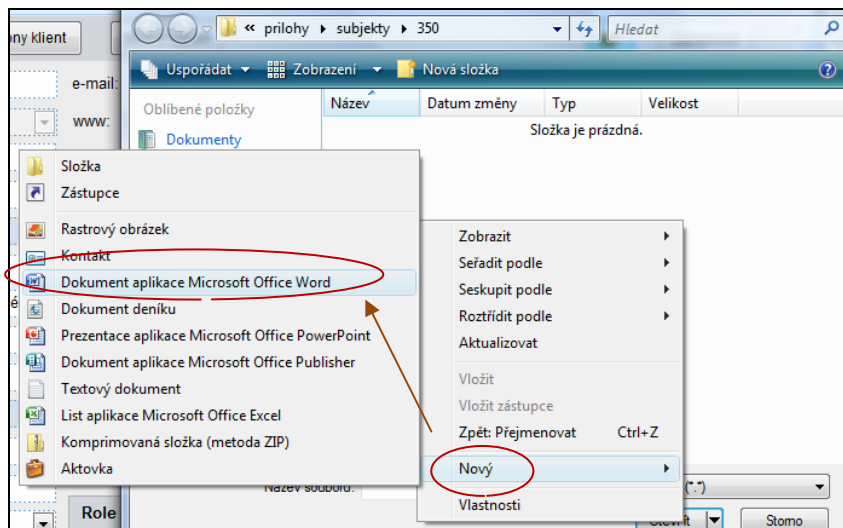 ony klient
« prilohy ▸ subjekty ▸ 350
Hledat
Uspořádat
Zobrazení
Nová složka
e-mail:
www:
Oblíbené položky
Dokumenty
Název
Datum změny
Typ
Velikost
Složka je prázdná.
Složka
Zástupce
Rastrový obrázek
Kontakt
Dokument aplikace Microsoft Office Word
Dokument deníku
Prezentace aplikace Microsoft Office PowerPoint
Dokument aplikace Microsoft Office Publisher
Textový dokument
List aplikace Microsoft Office Excel
Komprimovaná složka (metoda ZIP)
Aktovka
Zobrazit
Seřadit podle
Seskupit podle
Roztřídit podle
Aktualizovat
Vložit
Vložit zástupce
Zpět: Přejmenovat Ctrl+Z
Nový
Vlastnosti
é
Název souboru:
(*.*)
Role
Otevřít
Storno